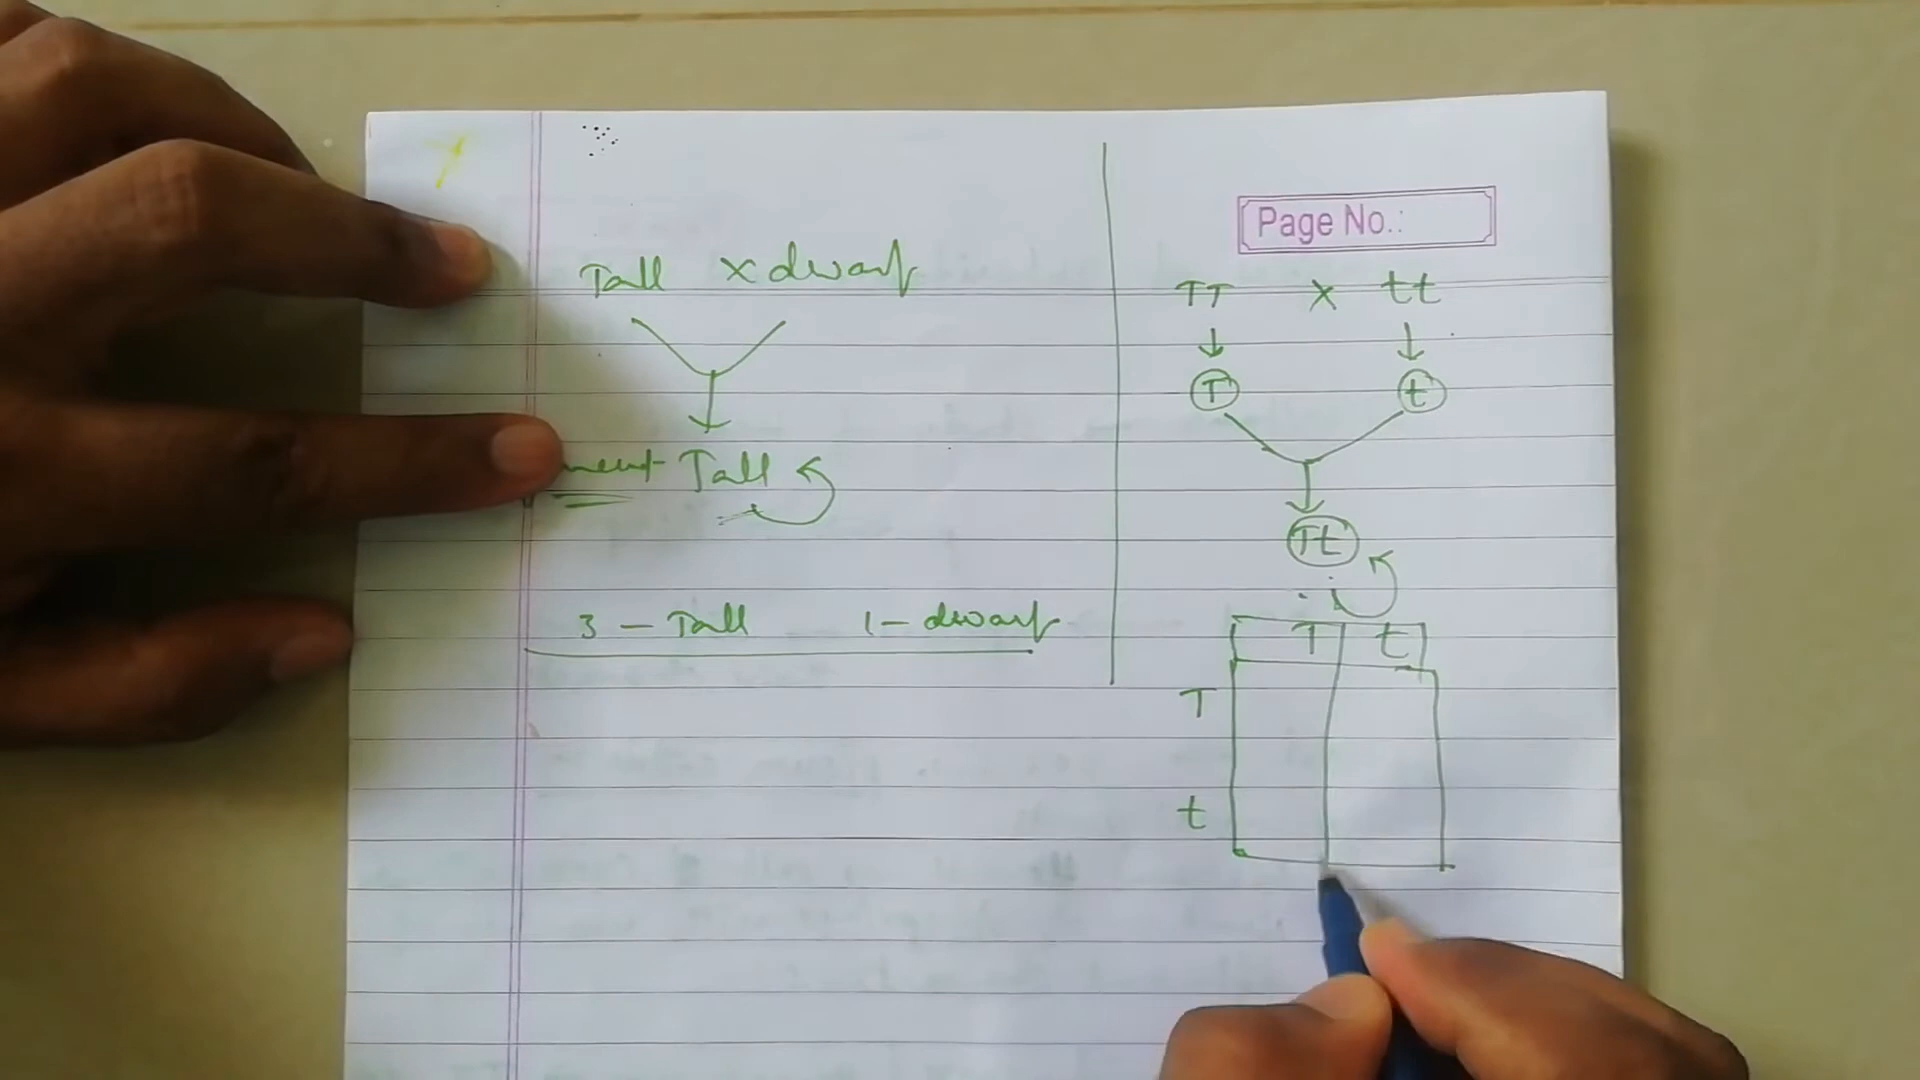 Tall x dwarf
Tall
3 - Tall 1 - dwarf
Page No.:
TT x tt
T t
Tt
T t
T
t